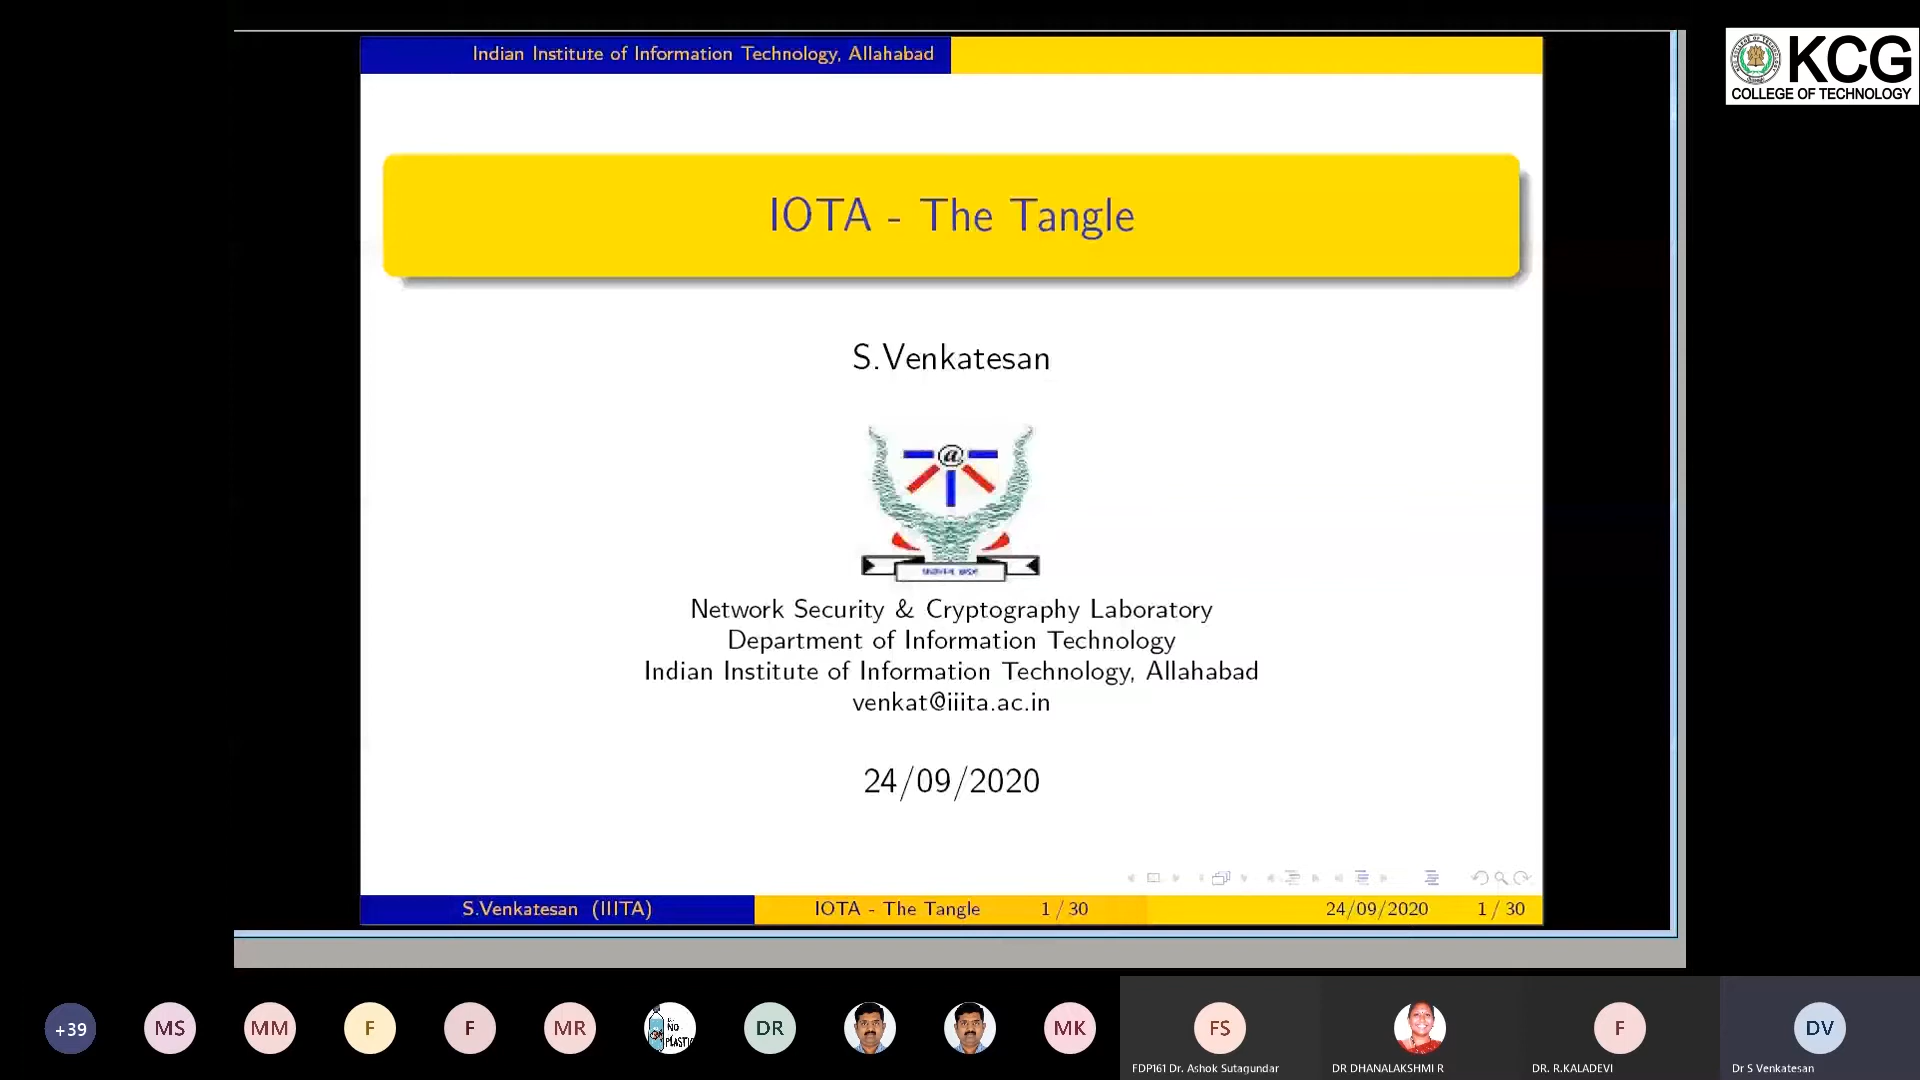 Indian Institute of Information Technology, Allahabad
KCG
COLLEGE OF TECHNOLOGY
IOTA - The Tangle
S.Venkatesan
@
Network Security & Cryptography Laboratory
Department of Information Technology
Indian Institute of Information Technology, Allahabad
venkat@iiita.ac.in
24/09/2020
S.Venkatesan (IIITA)
IOTA - The Tangle
1 / 30
24/09/2020
1 / 30
+39
MS
MM
F
F
MR
NO
PLASTIC
DR
MK
FS
F
DV
FDP161 Dr. Ashok Sutagundar
DR DHANALAKSHMI R
DR. R.KALADEVI
Dr S Venkatesan